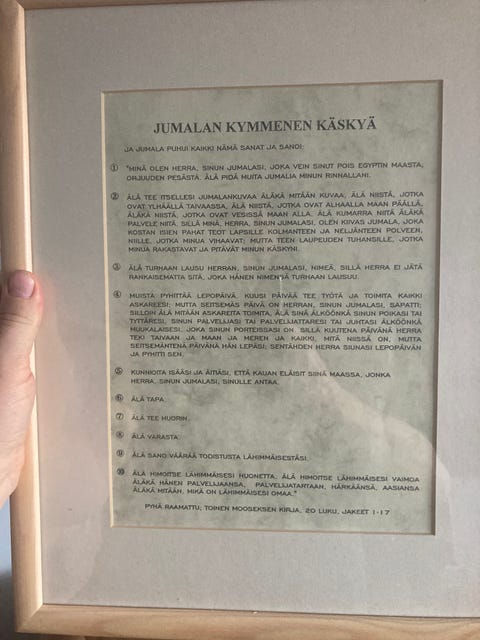 JUMALAN KYMMENEN KÄSKYÄ
JA JUMALA PUHUI KAIKKI NÄMÄ SANAT JA SANOI;
1 "MINÄ OLEN HERRA, SINUN JUMALASI, JOKA VEIN SINUT POIS EGYPTIN MAASTA,
ORJUUDEN PESÄSTÄ. ÄLÄ PIDÄ MUITA JUMALIA MINUN RINNALLANI.
2 ÄLÄ TEE ITSELLESI JUMALANKUVAA ÄLÄKÄ MITÄÄN KUVAA, ÄLÄ NIISTÄ, JOTKA
OVAT YLHÄÄLLÄ TAIVAASSA, ÄLÄ NIISTÄ, JOTKA OVAT ALHAALLA MAAN PÄÄLLÄ,
ÄLÄKÄ NIISTÄ, JOTKA OVAT VESISSÄ MAAN ALLA. ÄLÄ KUMARRA NIITÄ ÄLÄKÄ
PALVELE NIITÄ. SILLÄ MINÄ, HERRA, SINUN JUMALASI, OLEN KIIVAS JUMALA, JOKA
KOSTAN ISIEN PAHAT TEOT LAPSILLE KOLMANTEEN JA NELJÄNTEEN POLVEEN,
NIILLE, JOTKA MINUA VIHAAVAT; MUTTA TEEN LAUPEUDEN TUHANSILLE, JOTKA
MINUA RAKASTAVAT JA PITÄVÄT MINUN KÄSKYNI.
3 ÄLÄ TURHAAN LAUSU HERRAN, SINUN JUMALASI, NIMEÄ, SILLÄ HERRA EI JÄTÄ
RANKAISEMATTA SITÄ, JOKA HÄNEN NIMENSÄ TURHAAN LAUSUU.
4 MUISTA PYHITTÄÄ LEPOPÄIVÄ. KUUSI PÄIVÄÄ TEE TYÖTÄ JA TOIMITA KAIKKI
ASKAREESI; MUTTA SEITSEMÄS PÄIVÄ ON HERRAN, SINUN JUMALASI, SAPATTI;
SILLOIN ÄLÄ MITÄÄN ASKARETTA TOIMITA, ÄLÄ SINÄ ÄLKÖÖNKÄ SINUN POIKASI TAI
TYTTÄRESI, SINUN PALVELIJASI TAI PALVELIJATTARESI TAI JUHTASI ÄLKÖÖNKÄ
MUUKALAISESI, JOKA SINUN PORTEISSASI ON. SILLÄ KUUTENA PÄIVÄNÄ HERRA
TEKI TAIVAAN JA MAAN JA MEREN JA KAIKKI, MITÄ NIISSÄ ON, MUTTA
SEITSEMÄNTENÄ PÄIVÄNÄ HÄN LEPÄSI; SENTÄHDEN HERRA SIUNASI LEPOPÄIVÄN
JA PYHITTI SEN.
5 KUNNIOITA ISÄÄSI JA ÄITIÄSI, ETTÄ KAUAN ELÄISIT SIINÄ MAASSA, JONKA
HERRA, SINUN JUMALASI, SINULLE ANTAA.
6 ÄLÄ TAPA.
7 ÄLÄ TEE HUORIN.
8 ÄLÄ VARASTA.
9 ÄLÄ SANO VÄÄRÄÄ TODISTUSTA LÄHIMMÄISESTÄSI.
10 ÄLÄ HIMOITSE LÄHIMMÄISESI HUONETTA. ÄLÄ HIMOITSE LÄHIMMÄISESI VAIMOA
ÄLÄKÄ HÄNEN PALVELIJAANSA, PALVELIJATARTAAN, HÄRKÄÄNSÄ, AASIANSA
ÄLÄKÄ MITÄÄN, MIKÄ ON LÄHIMMÄISESI OMAA."
PYHÄ RAAMATTU; TOINEN MOOSEKSEN KIRJA, 20 LUKU, JAKEET 1-17